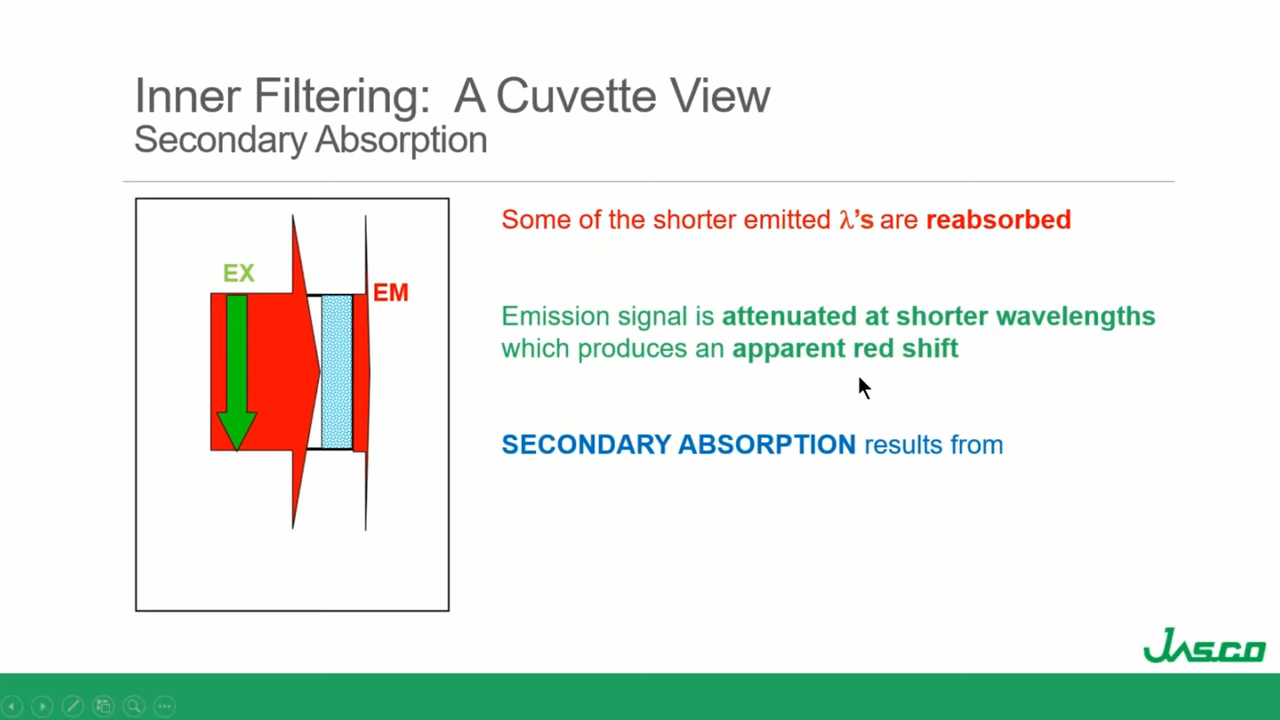 Inner Filtering: A Cuvette View
Secondary Absorption
EX
EM
Some of the shorter emitted λ's are reabsorbed
Emission signal is attenuated at shorter wavelengths
which produces an apparent red shift
SECONDARY ABSORPTION results from
Jasco